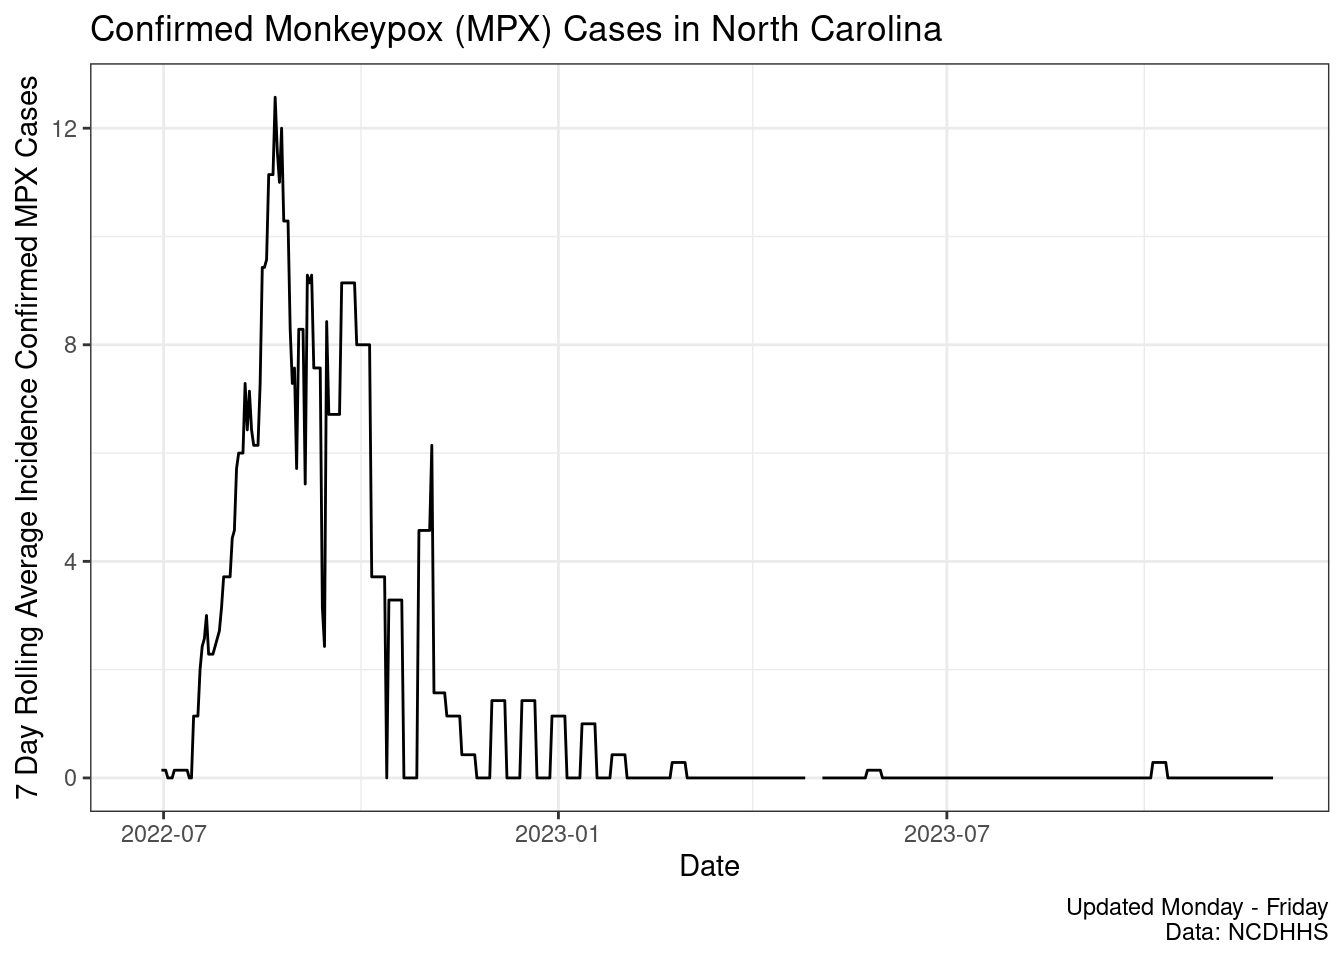 Confirmed Monkeypox (MPX) Cases in North Carolina
7 Day Rolling Average Incidence Confirmed MPX Cases
12
8
4
0
2022-07
2023-01
2023-07
Date
Updated Monday - Friday
Data: NCDHHS